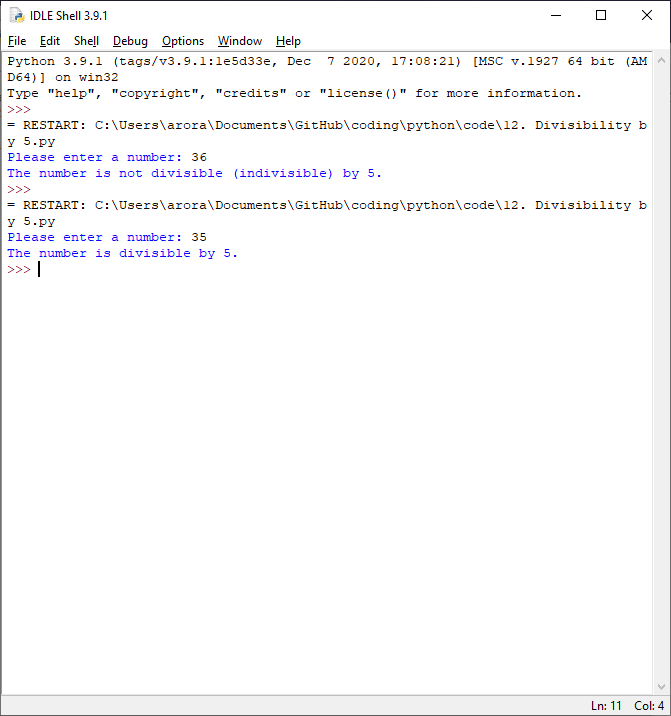 IDLE Shell 3.9.1
File Edit Shell Debug Options Window Help
Python 3.9.1 (tags/v3.9.1:1e5d33e, Dec  7 2020, 17:08:21) [MSC v.1927 64 bit (AM
D64)] on win32
Type "help", "copyright", "credits" or "license()" for more information.
>>>
= RESTART: C:\Users\arora\Documents\GitHub\coding\python\code\12. Divisibility b
y 5.py
Please enter a number: 36
The number is not divisible (indivisible) by 5.
>>>
= RESTART: C:\Users\arora\Documents\GitHub\coding\python\code\12. Divisibility b
y 5.py
Please enter a number: 35
The number is divisible by 5.
>>>
Ln: 11 Col: 4